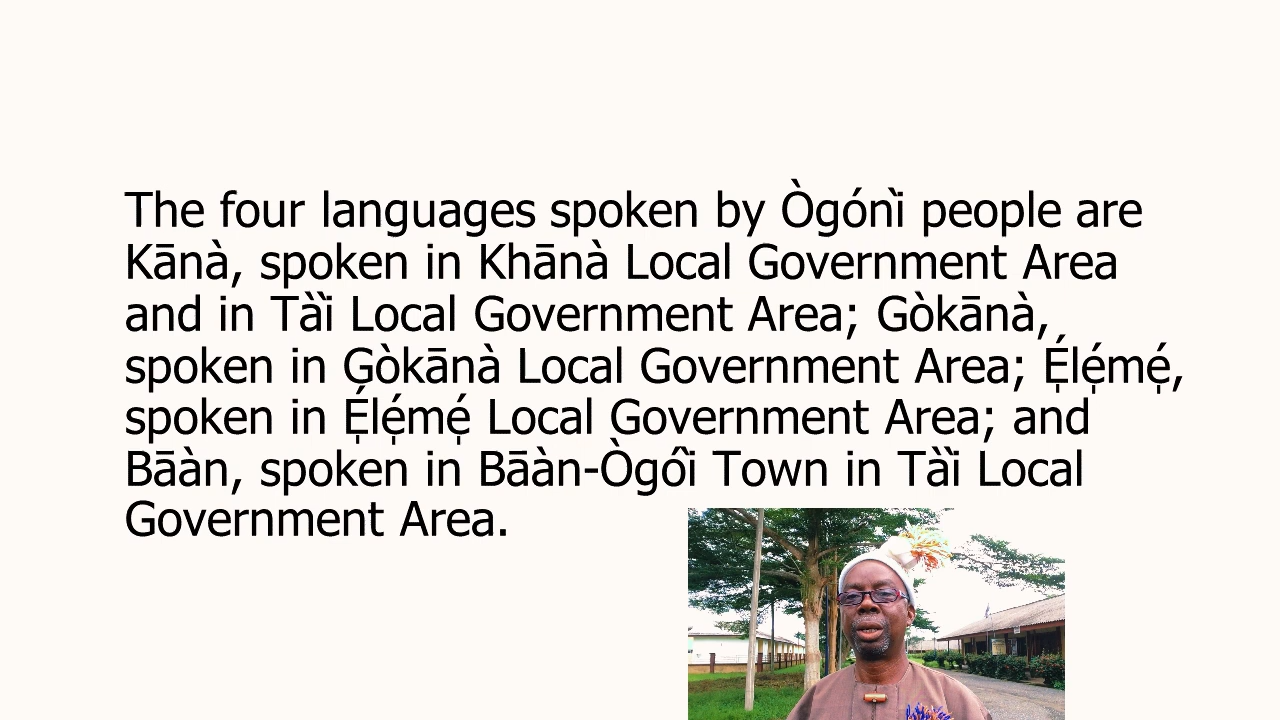 The four languages spoken by Ògónì people are
Kānà, spoken in Khānà Local Government Area
and in Tàì Local Government Area; Gòkānà,
spoken in Gòkānà Local Government Area; Ẹ́lẹ́mẹ́,
spoken in Ẹ́lẹ́mẹ́ Local Government Area; and
Bāàn, spoken in Bāàn-Ògóì Town in Tàì Local
Government Area.